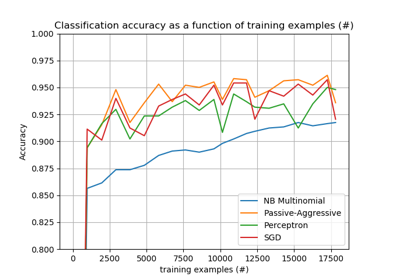 Classification accuracy as a function of training examples (#)
1.000
0.975
0.950
0.925
0.900
0.875
0.850
0.825
0.800
Accuracy
NB Multinomial
Passive-Aggressive
Perceptron
SGD
0 2500 5000 7500 10000 12500 15000 17500
training examples (#)